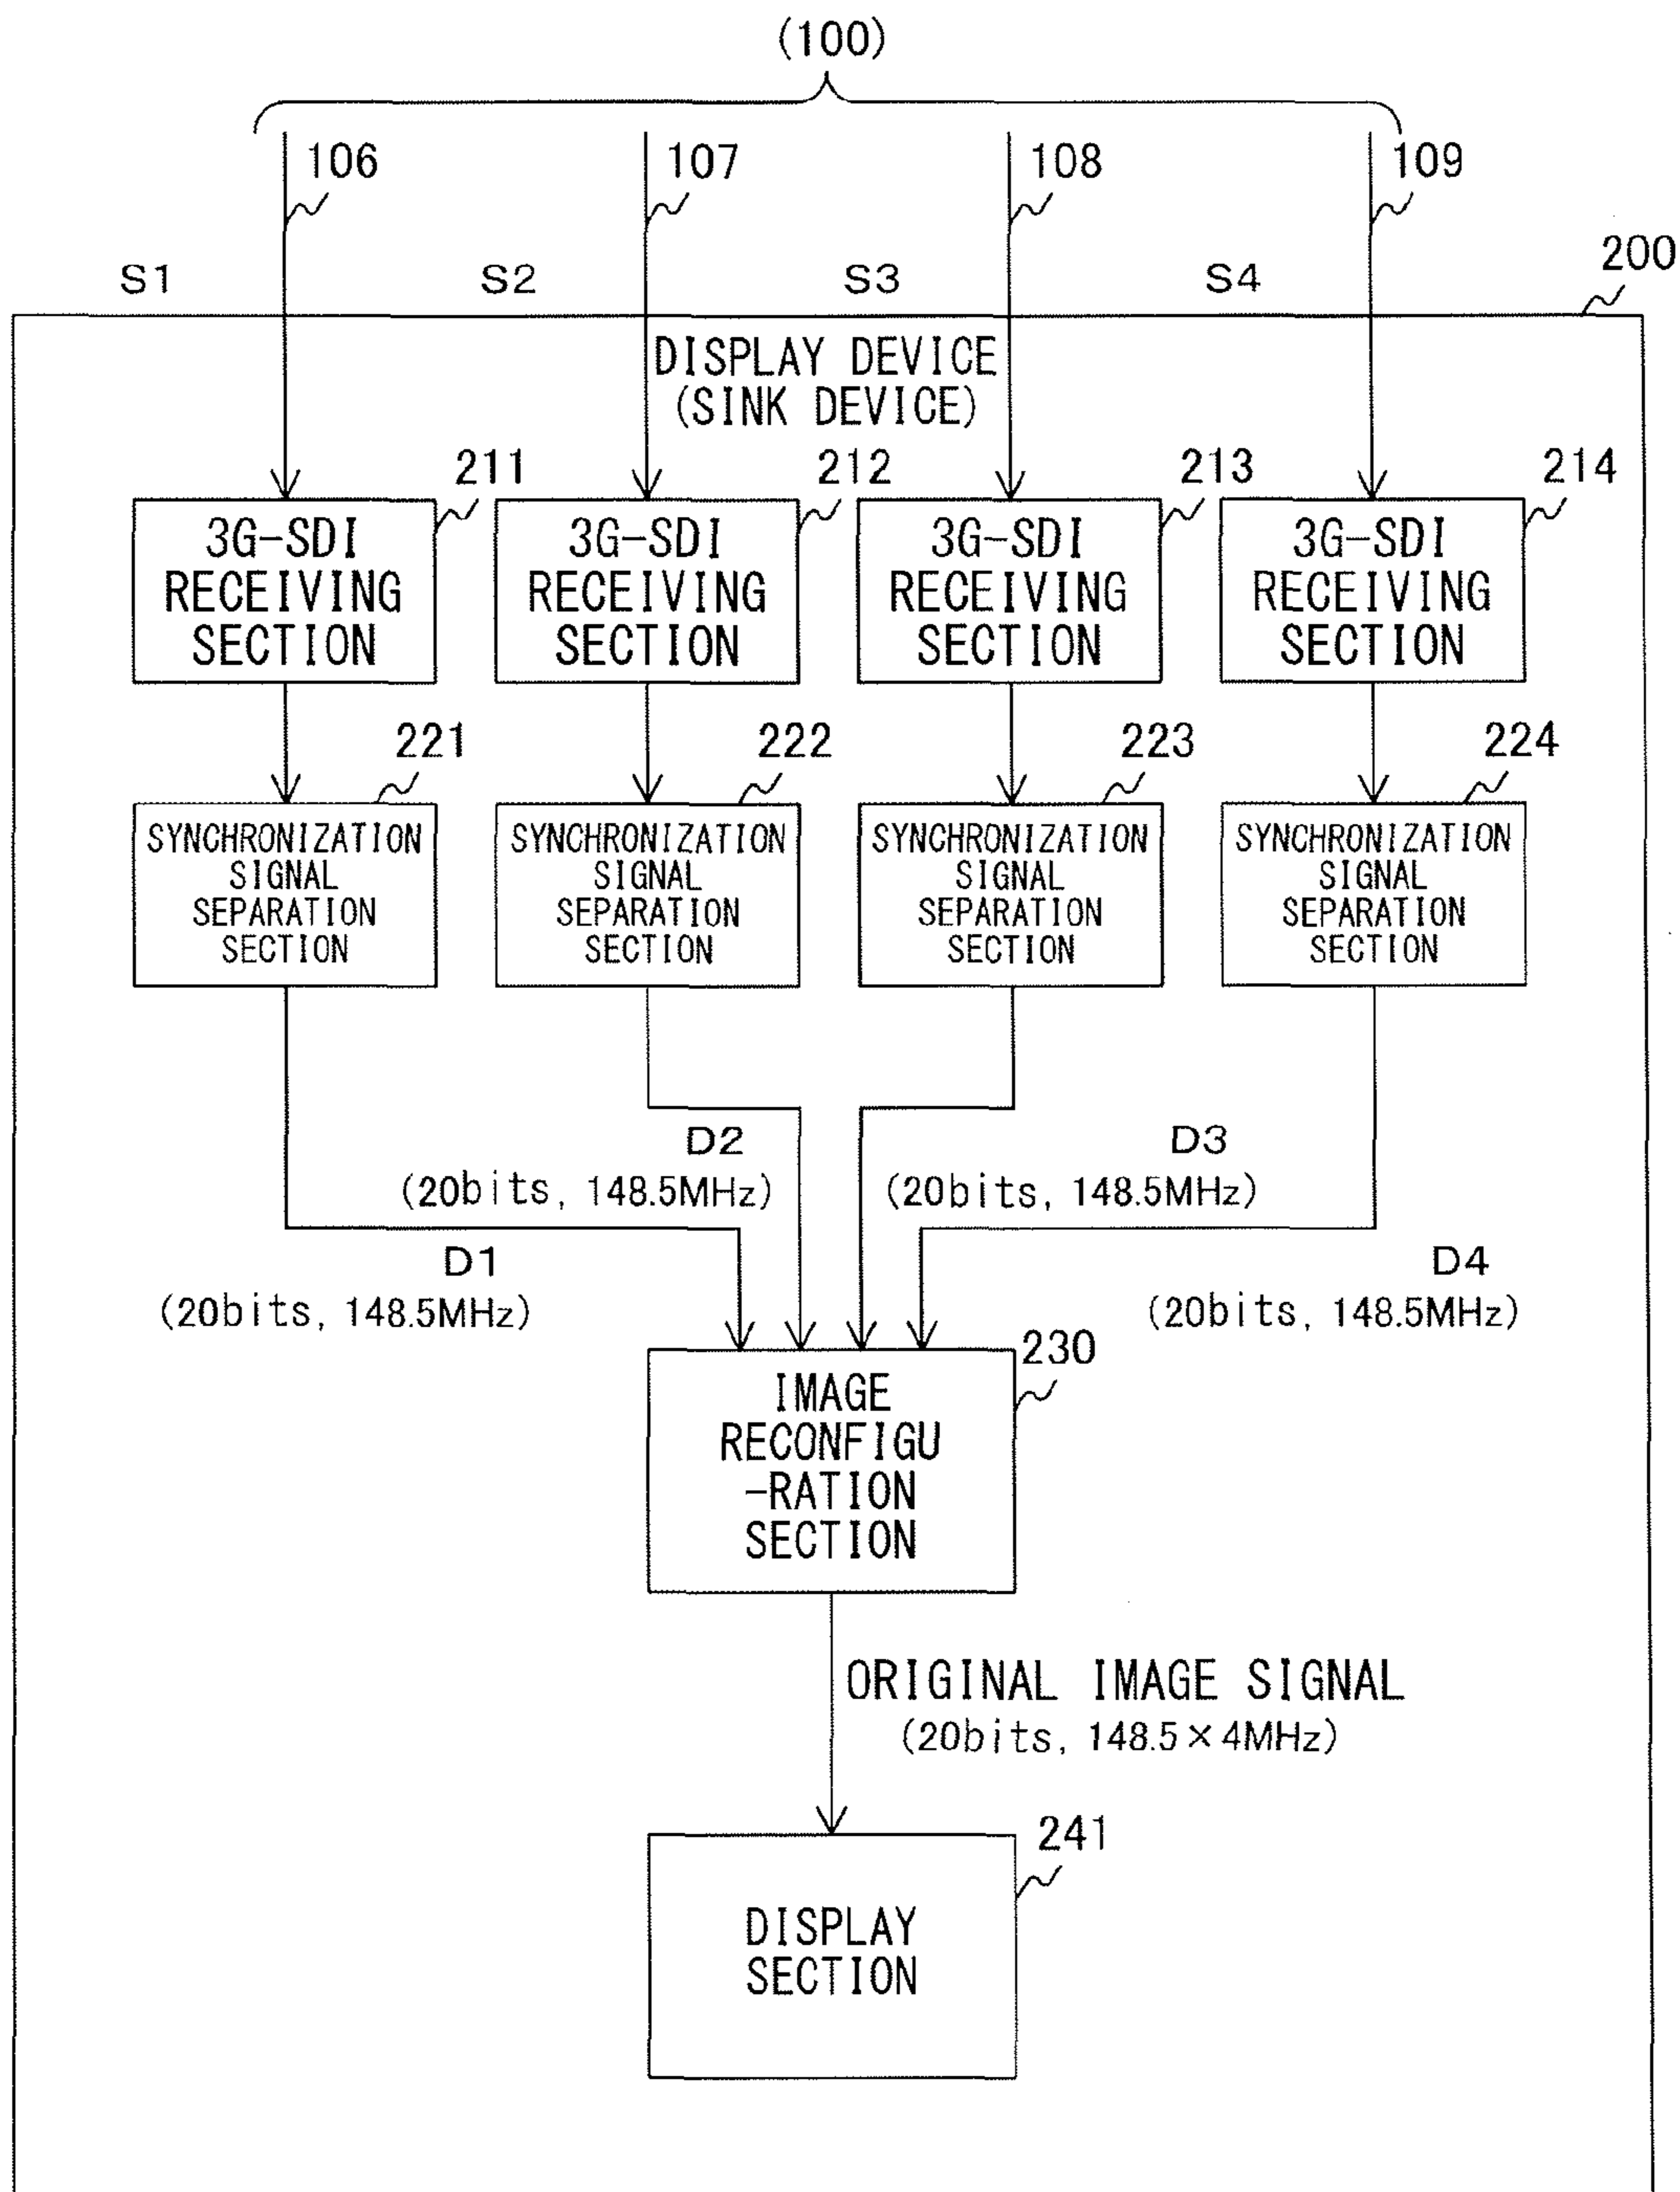 (100)
106
107
108
109
S1
S2
S3
S4
200
DISPLAY DEVICE
(SINK DEVICE)
211
212
213
214
3G-SDI
RECEIVING
SECTION
3G-SDI
RECEIVING
SECTION
3G-SDI
RECEIVING
SECTION
3G-SDI
RECEIVING
SECTION
221
222
223
224
SYNCHRONIZATION
SIGNAL
SEPARATION
SECTION
SYNCHRONIZATION
SIGNAL
SEPARATION
SECTION
SYNCHRONIZATION
SIGNAL
SEPARATION
SECTION
SYNCHRONIZATION
SIGNAL
SEPARATION
SECTION
D2
(20bits, 148.5MHz)
D3
(20bits, 148.5MHz)
D1
(20bits, 148.5MHz)
D4
(20bits, 148.5MHz)
230
IMAGE
RECONFIGU
-RATION
SECTION
ORIGINAL IMAGE SIGNAL
(20bits, 148.5×4MHz)
241
DISPLAY
SECTION